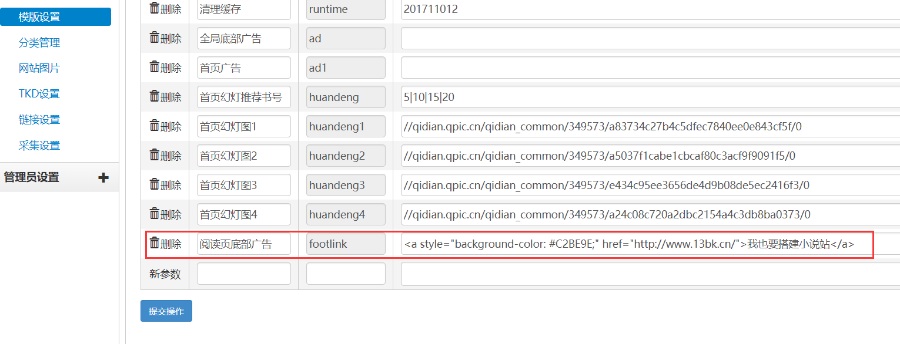 模版设置
分类管理
网站图片
TKD设置
链接设置
采集设置
管理员设置
删除 清理缓存 runtime 201711012
删除 全局底部广告 ad
删除 首页广告 ad1
删除 首页幻灯推荐书号 huandeng 5|10|15|20
删除 首页幻灯图1 huandeng1 //qidian.qpic.cn/qidian_common/349573/a83734c27b4c5dfec7840ee0e843cf5f/0
删除 首页幻灯图2 huandeng2 //qidian.qpic.cn/qidian_common/349573/a5037f1cabe1cbcaf80c3acf9f9091f5/0
删除 首页幻灯图3 huandeng3 //qidian.qpic.cn/qidian_common/349573/e434c95ee3656de4d9b08de5ec2416f3/0
删除 首页幻灯图4 huandeng4 //qidian.qpic.cn/qidian_common/349573/a24c08c720a2dbc2154a4c3db8ba0373/0
删除 阅读页底部广告 footlink <a style="background-color: #C2BE9E;" href="http://www.13bk.cn/">我也要搭建小说站</a>
新参数
提交操作